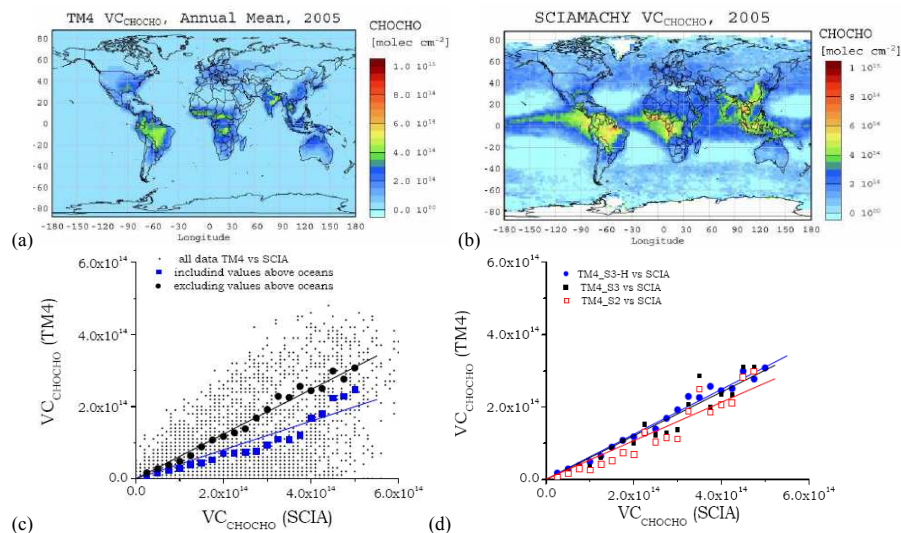 TM4 VC_CHOCHO, Annual Mean, 2005
CHOCHO
[molec cm⁻²]
1.0 10¹⁵
8.0 10¹⁴
6.0 10¹⁴
4.0 10¹⁴
2.0 10¹⁴
0.0 10⁰⁰
80
60
40
20
0
-20
-40
-60
-80
-180 -150 -120 -90 -60 -30 0 30 60 90 120 150 180
Longitude
(a)
SCIAMACHY VC_CHOCHO, 2005
CHOCHO
[molec cm⁻²]
1 10¹⁵
8 10¹⁴
6 10¹⁴
4 10¹⁴
2 10¹⁴
0 10⁰⁰
80
60
40
20
0
-20
-40
-60
-80
-180 -150 -120 -90 -60 -30 0 30 60 90 120 150 180
Longitude
(b)
all data TM4 vs SCIA
includind values above oceans
excluding values above oceans
VC_CHOCHO (TM4)
6.0x10¹⁴
4.0x10¹⁴
2.0x10¹⁴
0.0
0.0 2.0x10¹⁴ 4.0x10¹⁴ 6.0x10¹⁴
VC_CHOCHO (SCIA)
(c)
TM4_S3-H vs SCIA
TM4_S3 vs SCIA
TM4_S2 vs SCIA
VC_CHOCHO (TM4)
6.0x10¹⁴
4.0x10¹⁴
2.0x10¹⁴
0.0
0.0 2.0x10¹⁴ 4.0x10¹⁴ 6.0x10¹⁴
VC_CHOCHO (SCIA)
(d)